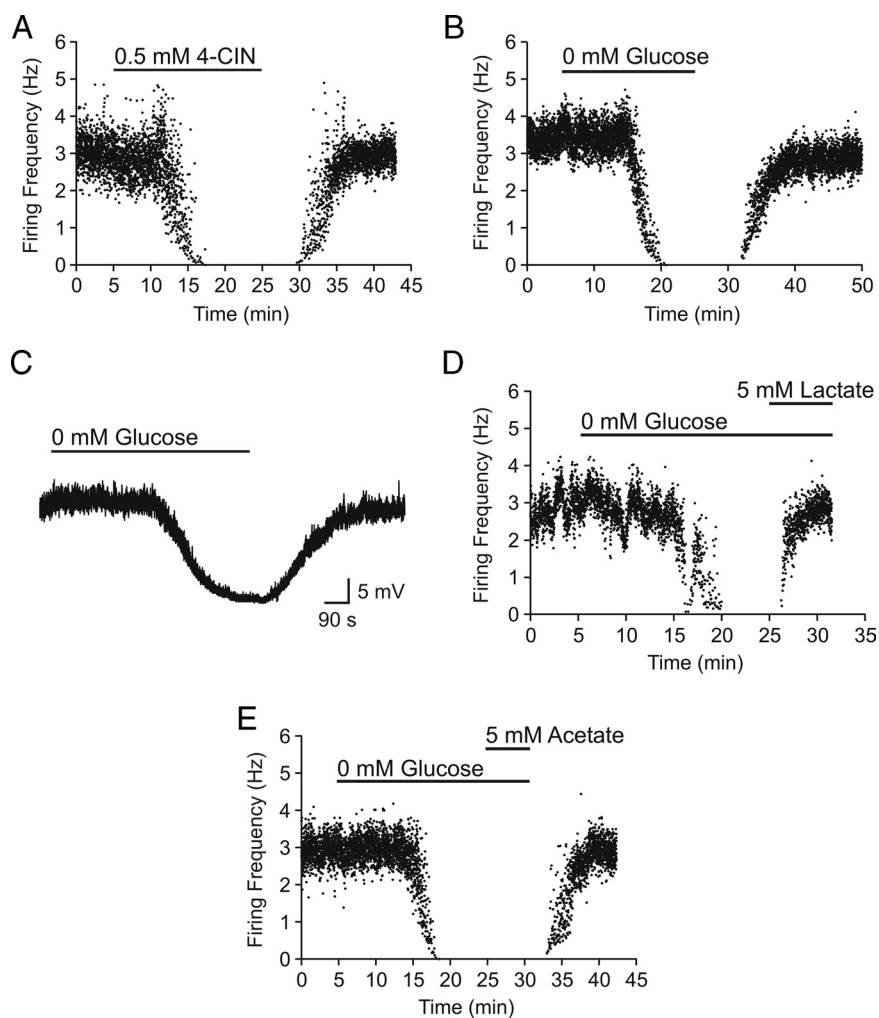 A
0.5 mM 4-CIN
Firing Frequency (Hz)
6
5
4
3
2
1
0
0 5 10 15 20 25 30 35 40 45
Time (min)
B
0 mM Glucose
Firing Frequency (Hz)
6
5
4
3
2
1
0
0 10 20 30 40 50
Time (min)
C
0 mM Glucose
5 mV
90 s
D
5 mM Lactate
0 mM Glucose
Firing Frequency (Hz)
6
5
4
3
2
1
0
0 5 10 15 20 25 30 35
Time (min)
E
5 mM Acetate
0 mM Glucose
Firing Frequency (Hz)
6
5
4
3
2
1
0
0 5 10 15 20 25 30 35 40 45
Time (min)